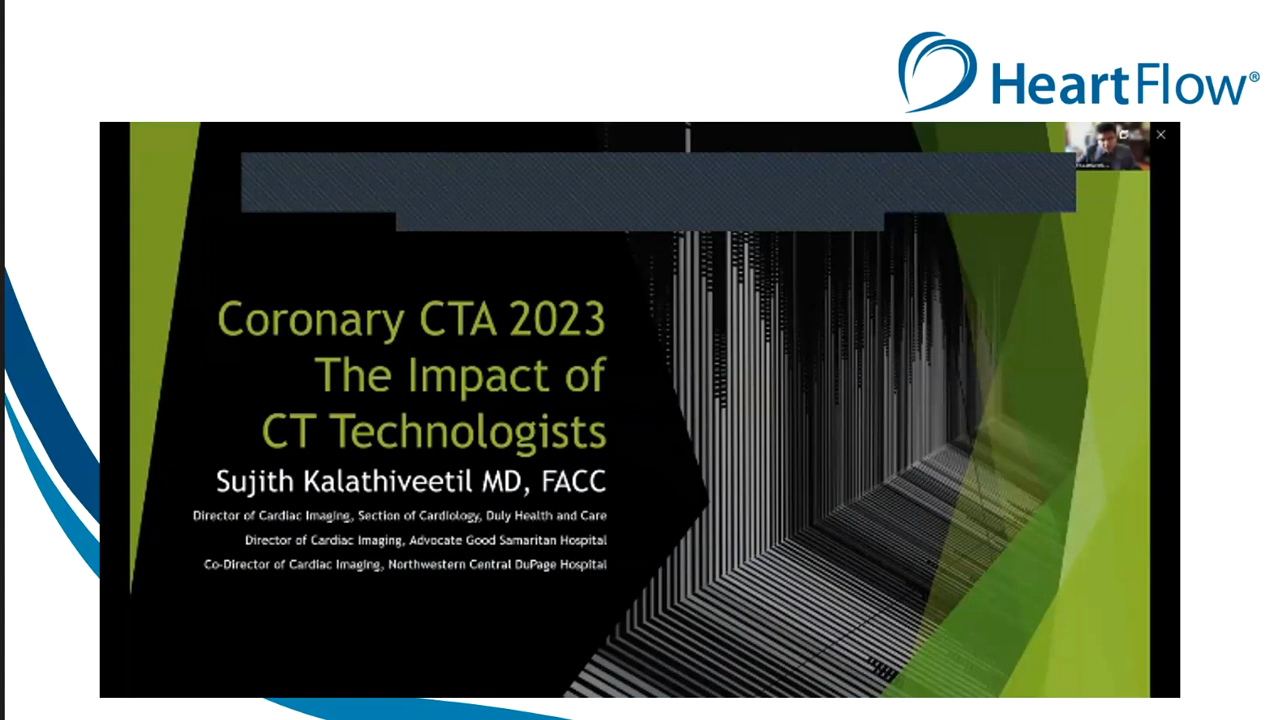 HeartFlow®
Coronary CTA 2023
The Impact of
CT Technologists
Sujith Kalathiveetil MD, FACC
Director of Cardiac Imaging, Section of Cardiology, Duly Health and Care
Director of Cardiac Imaging, Advocate Good Samaritan Hospital
Co-Director of Cardiac Imaging, Northwestern Central DuPage Hospital